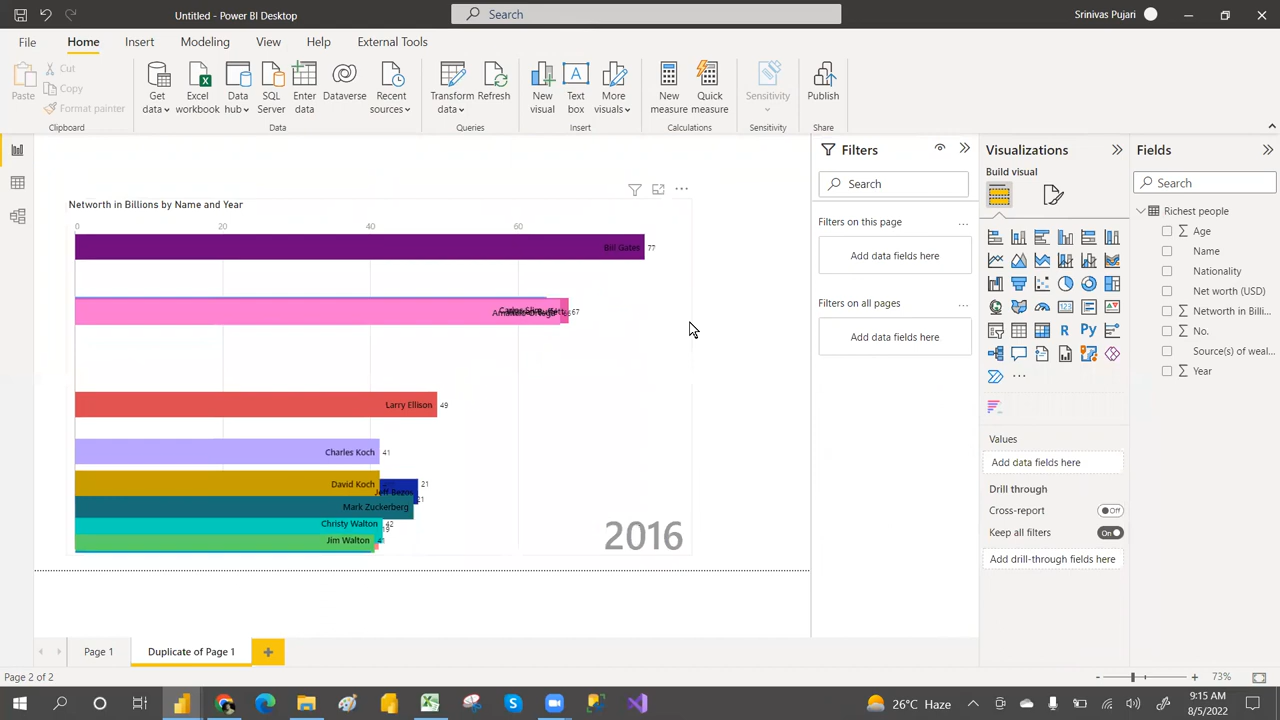 Untitled - Power BI Desktop
Search
Srinivas Pujari
File Home Insert Modeling View Help External Tools
Paste
Cut
Copy
Format painter
Get data
Excel workbook
Data hub
SQL Server
Enter data
Dataverse
Recent sources
Transform data
Refresh
New visual
Text box
More visuals
New measure
Quick measure
Sensitivity
Publish
Clipboard
Data
Queries
Insert
Calculations
Sensitivity
Share
Networth in Billions by Name and Year
0 20 40 60
Bill Gates 77
Carlos Slim
67
Larry Ellison 49
Charles Koch 41
David Koch 21
Jeff Bezos
Mark Zuckerberg
Christy Walton 42
Jim Walton
2016
Filters
Search
Filters on this page ...
Add data fields here
Filters on all pages ...
Add data fields here
Visualizations
Build visual
Values
Add data fields here
Drill through
Cross-report Off
Keep all filters On
Add drill-through fields here
Fields
Search
Richest people
Age
Name
Nationality
Net worth (USD)
Networth in Billi...
No.
Source(s) of weal...
Year
Page 1
Duplicate of Page 1
Page 2 of 2
- + 73%
26°C Haze
9:15 AM
8/5/2022